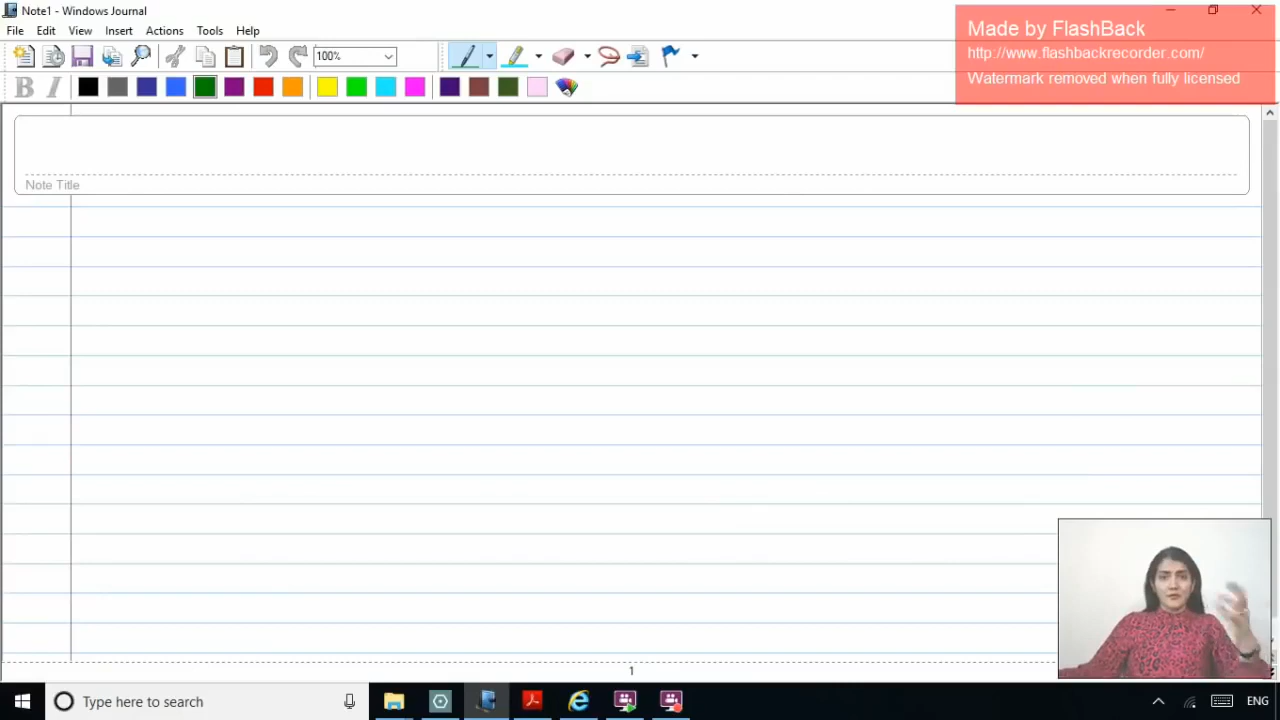 Note1 - Windows Journal
File Edit View Insert Actions Tools Help
100%
B I
Made by FlashBack
http://www.flashbackrecorder.com/
Watermark removed when fully licensed
Note Title
1
Type here to search
ENG